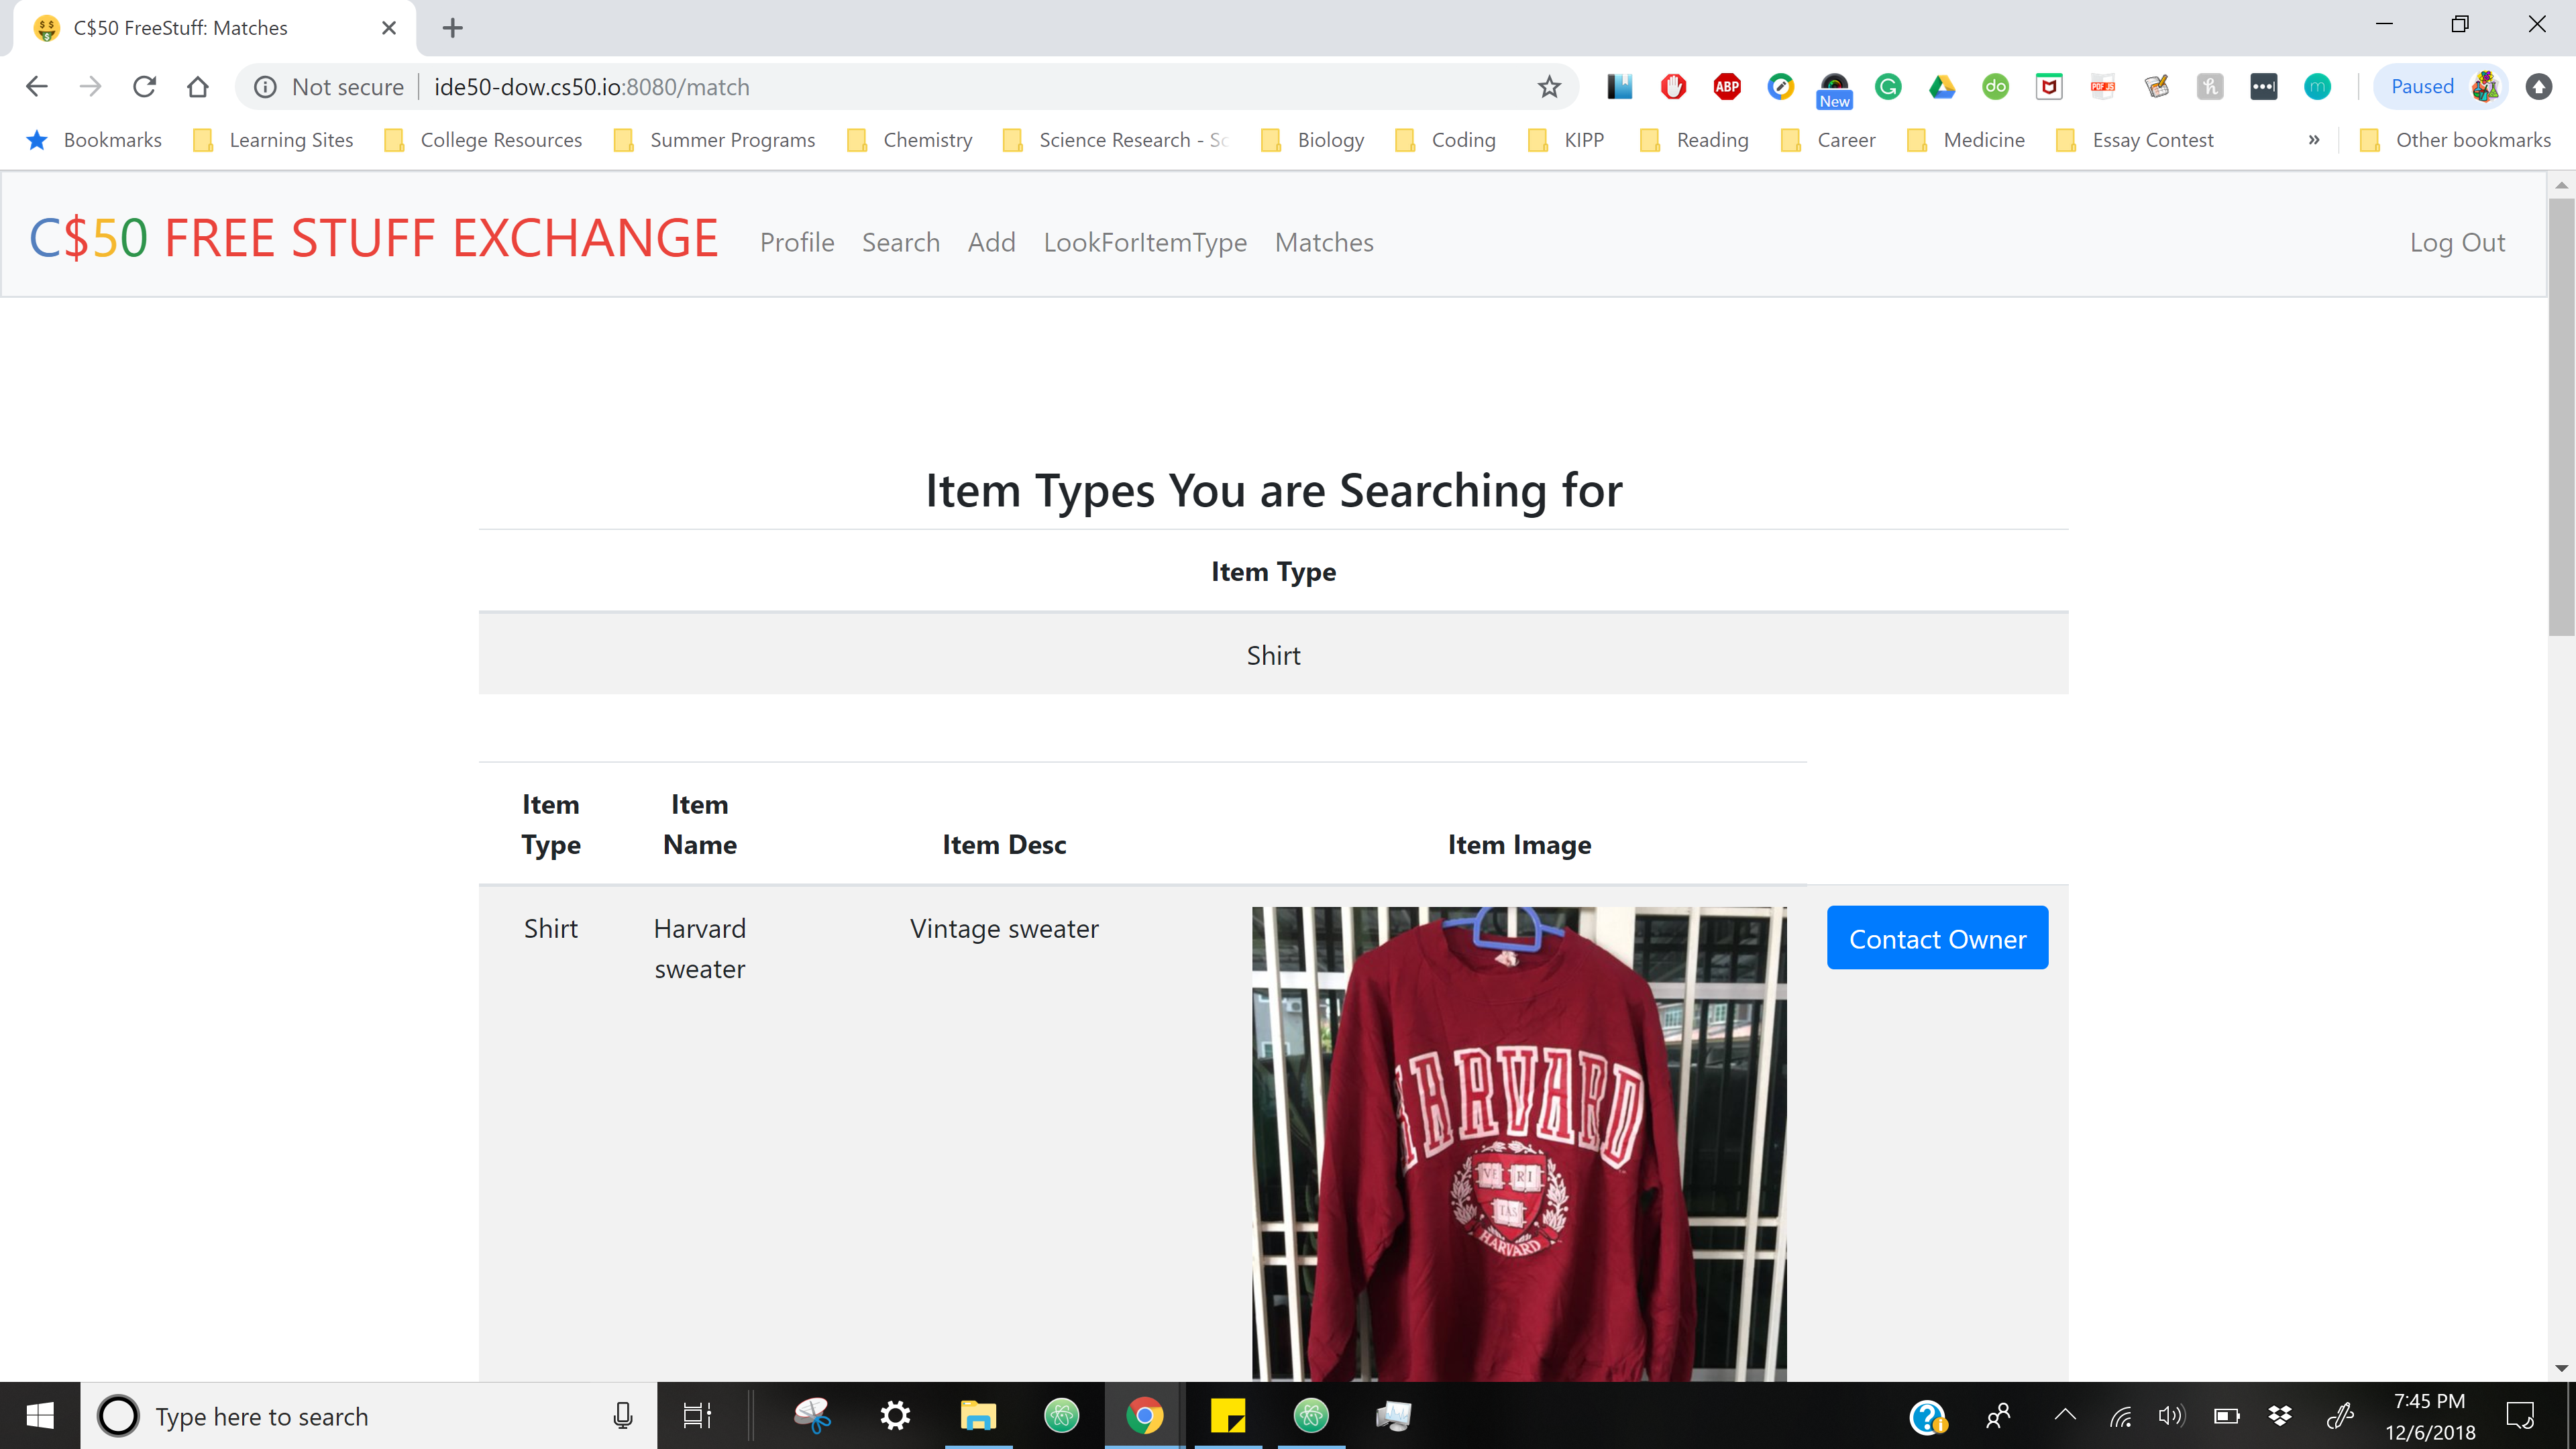 C$50 FreeStuff: Matches
Not secure
ide50-dow.cs50.io:8080/match
ABP
New
do
PDF JS
h
m
Paused
Bookmarks
Learning Sites
College Resources
Summer Programs
Chemistry
Science Research - Sc
Biology
Coding
KIPP
Reading
Career
Medicine
Essay Contest
»
Other bookmarks
C$50 FREE STUFF EXCHANGE
Profile
Search
Add
LookForItemType
Matches
Log Out
Item Types You are Searching for
Item Type
Shirt
Item Type
Item Name
Item Desc
Item Image
Shirt
Harvard sweater
Vintage sweater
Contact Owner
HARVARD
VE RI
TAS
HARVARD
Type here to search
7:45 PM
12/6/2018